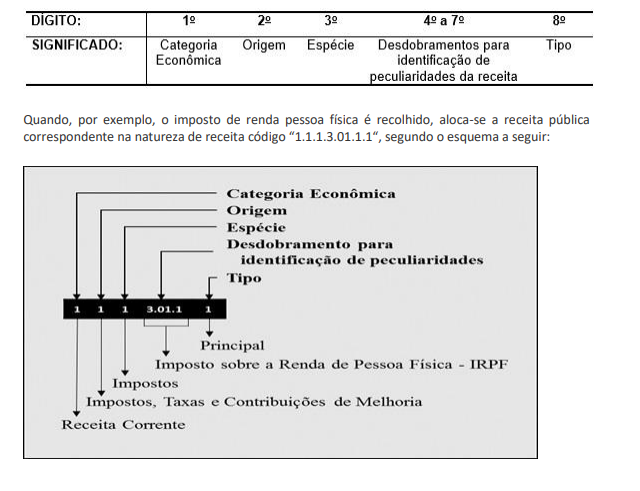 DÍGITO: 1º 2º 3º 4º a 7º 8º
SIGNIFICADO: Categoria Origem Espécie Desdobramentos para Tipo
Econômica identificação de
peculiaridades da receita
Quando, por exemplo, o imposto de renda pessoa física é recolhido, aloca-se a receita pública
correspondente na natureza de receita código “1.1.1.3.01.1.1“, segundo o esquema a seguir:
Categoria Econômica
Origem
Espécie
Desdobramento para
identificação de peculiaridades
Tipo
1 1 1 3.01.1 1
Principal
Imposto sobre a Renda de Pessoa Física - IRPF
Impostos
Impostos, Taxas e Contribuições de Melhoria
Receita Corrente